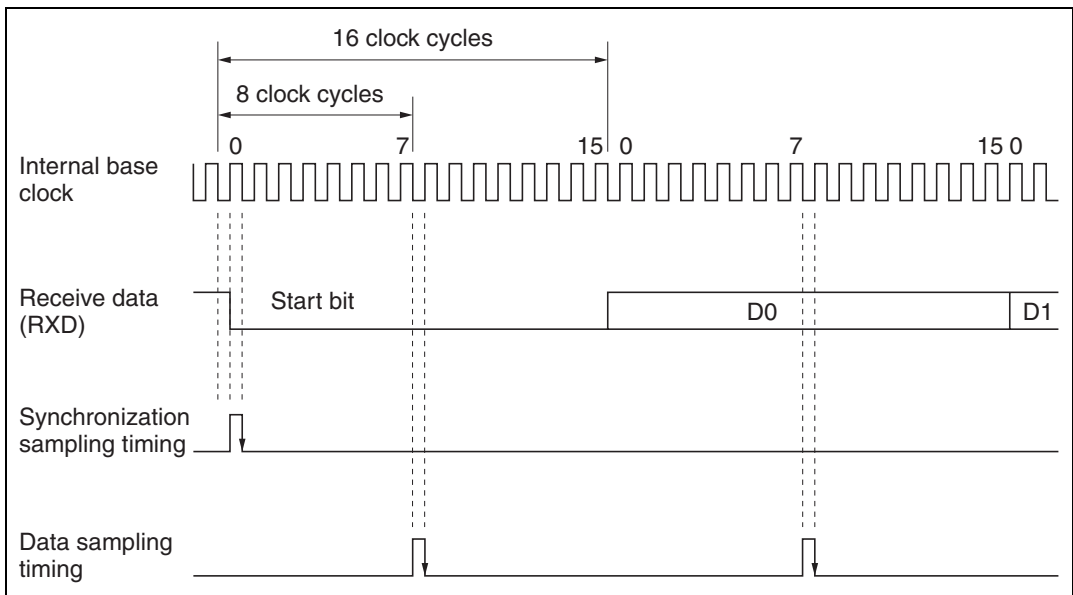 16 clock cycles
8 clock cycles
0 7 15 0 7 15 0
Internal base
clock
Receive data
(RXD)
Start bit
D0
D1
Synchronization
sampling timing
Data sampling
timing